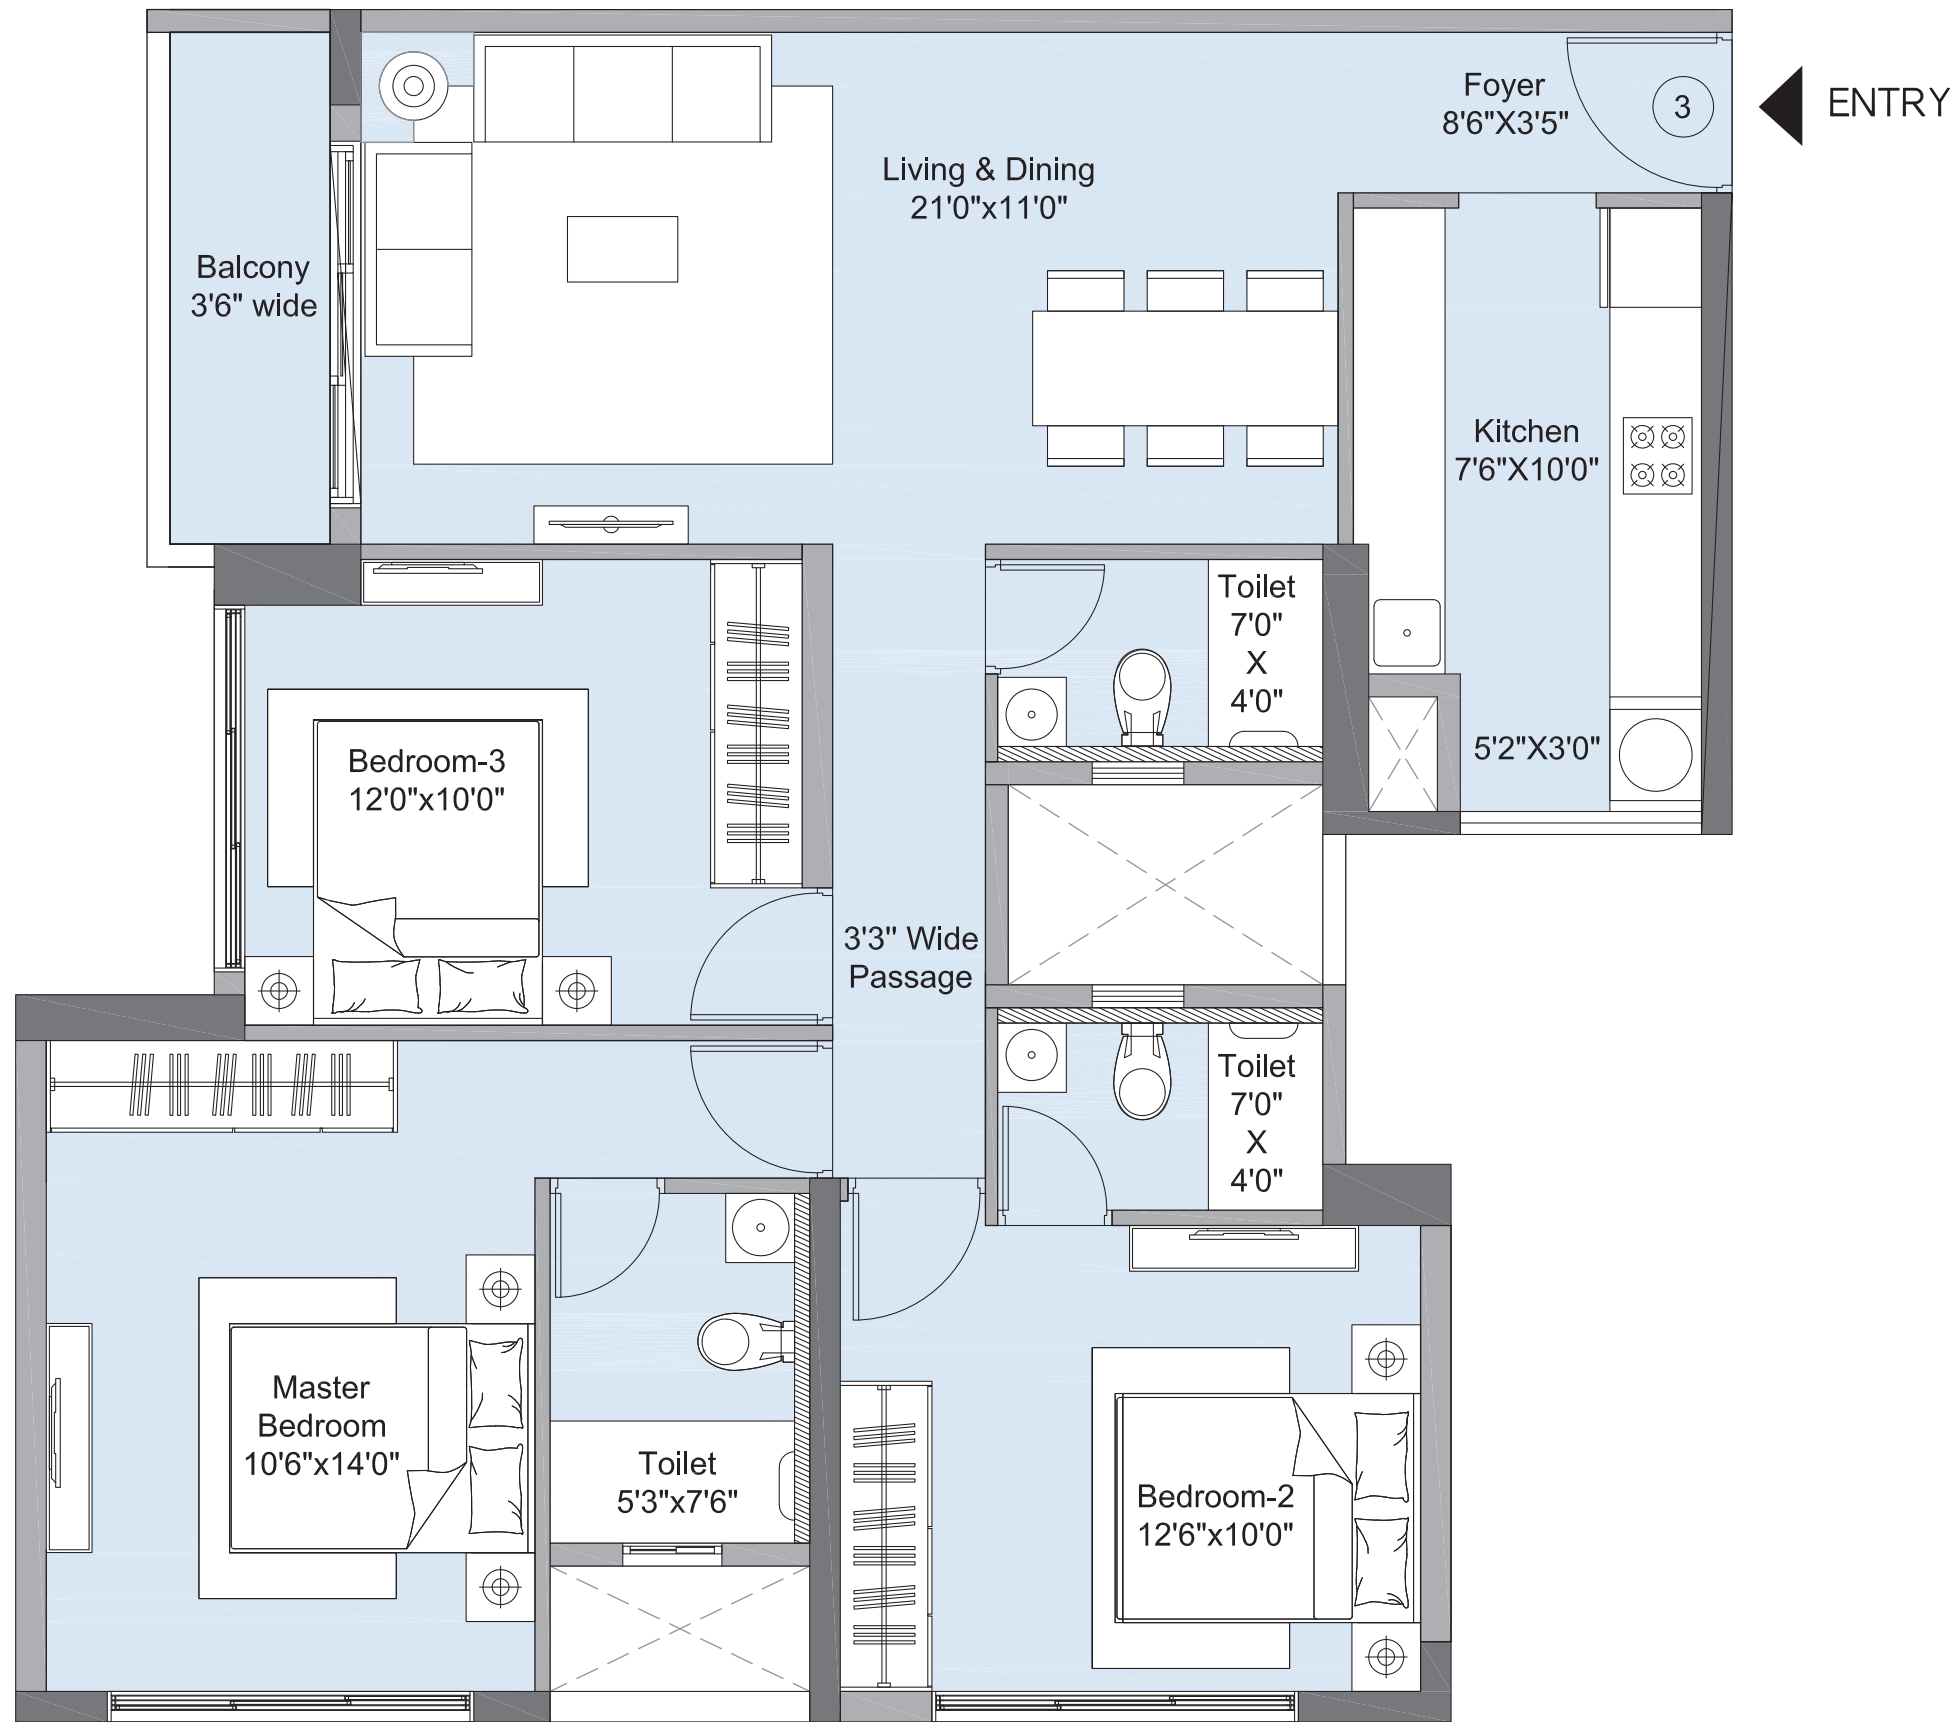 ENTRY
Foyer
8'6"X3'5"
3
Living & Dining
21'0"x11'0"
Balcony
3'6" wide
Kitchen
7'6"X10'0"
Toilet
7'0"
X
4'0"
5'2"X3'0"
Bedroom-3
12'0"x10'0"
3'3" Wide
Passage
Toilet
7'0"
X
4'0"
Master
Bedroom
10'6"x14'0"
Toilet
5'3"x7'6"
Bedroom-2
12'6"x10'0"